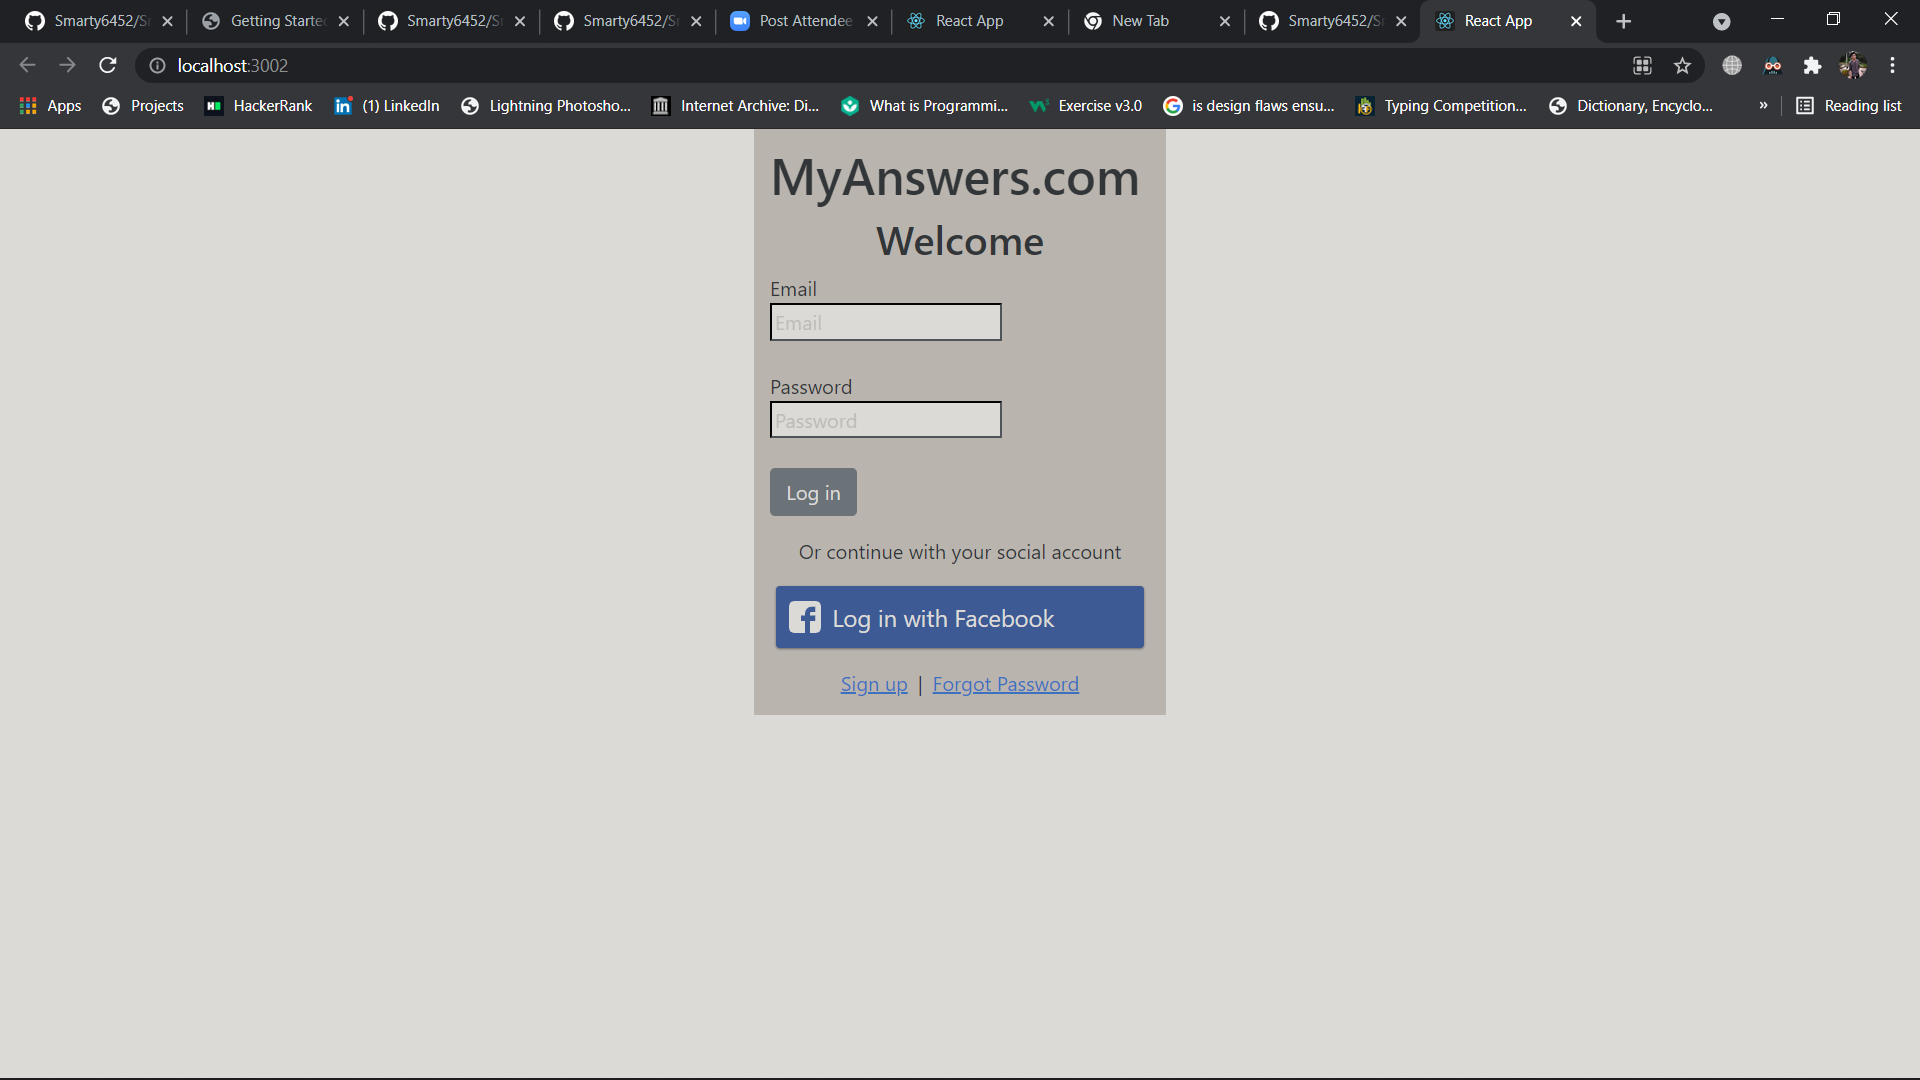 Smarty6452/Sr
Getting Starte
Smarty6452/S
Smarty6452/Sr
Post Attendee
React App
New Tab
Smarty6452/Sr
React App
localhost:3002
Apps
Projects
HackerRank
(1) LinkedIn
Lightning Photosho...
Internet Archive: Di...
What is Programmi...
Exercise v3.0
is design flaws ensu...
Typing Competition...
Dictionary, Encyclo...
»
Reading list
MyAnswers.com
Welcome
Email
Email
Password
Password
Log in
Or continue with your social account
Log in with Facebook
Sign up | Forgot Password